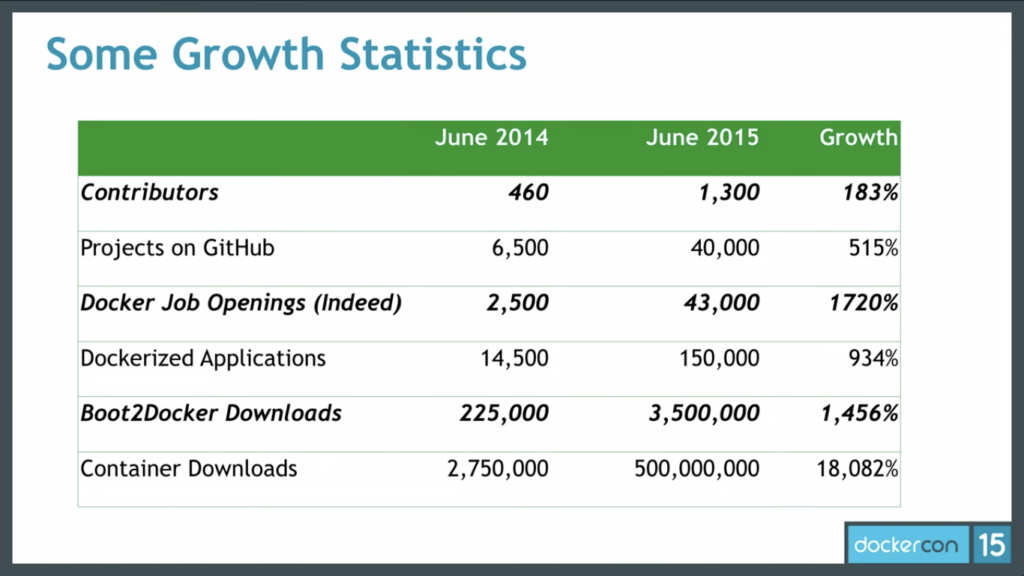 Some Growth Statistics
June 2014 June 2015 Growth
Contributors 460 1,300 183%
Projects on GitHub 6,500 40,000 515%
Docker Job Openings (Indeed) 2,500 43,000 1720%
Dockerized Applications 14,500 150,000 934%
Boot2Docker Downloads 225,000 3,500,000 1,456%
Container Downloads 2,750,000 500,000,000 18,082%
dockercon 15